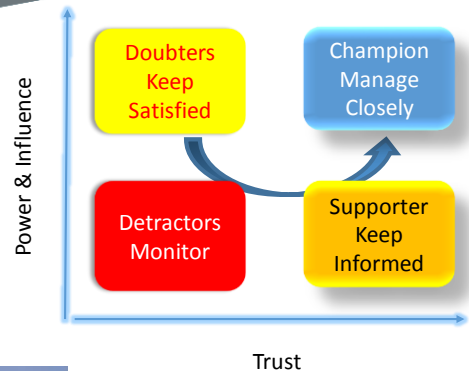 Power & Influence
Doubters
Keep
Satisfied
Champion
Manage
Closely
Detractors
Monitor
Supporter
Keep
Informed
Trust